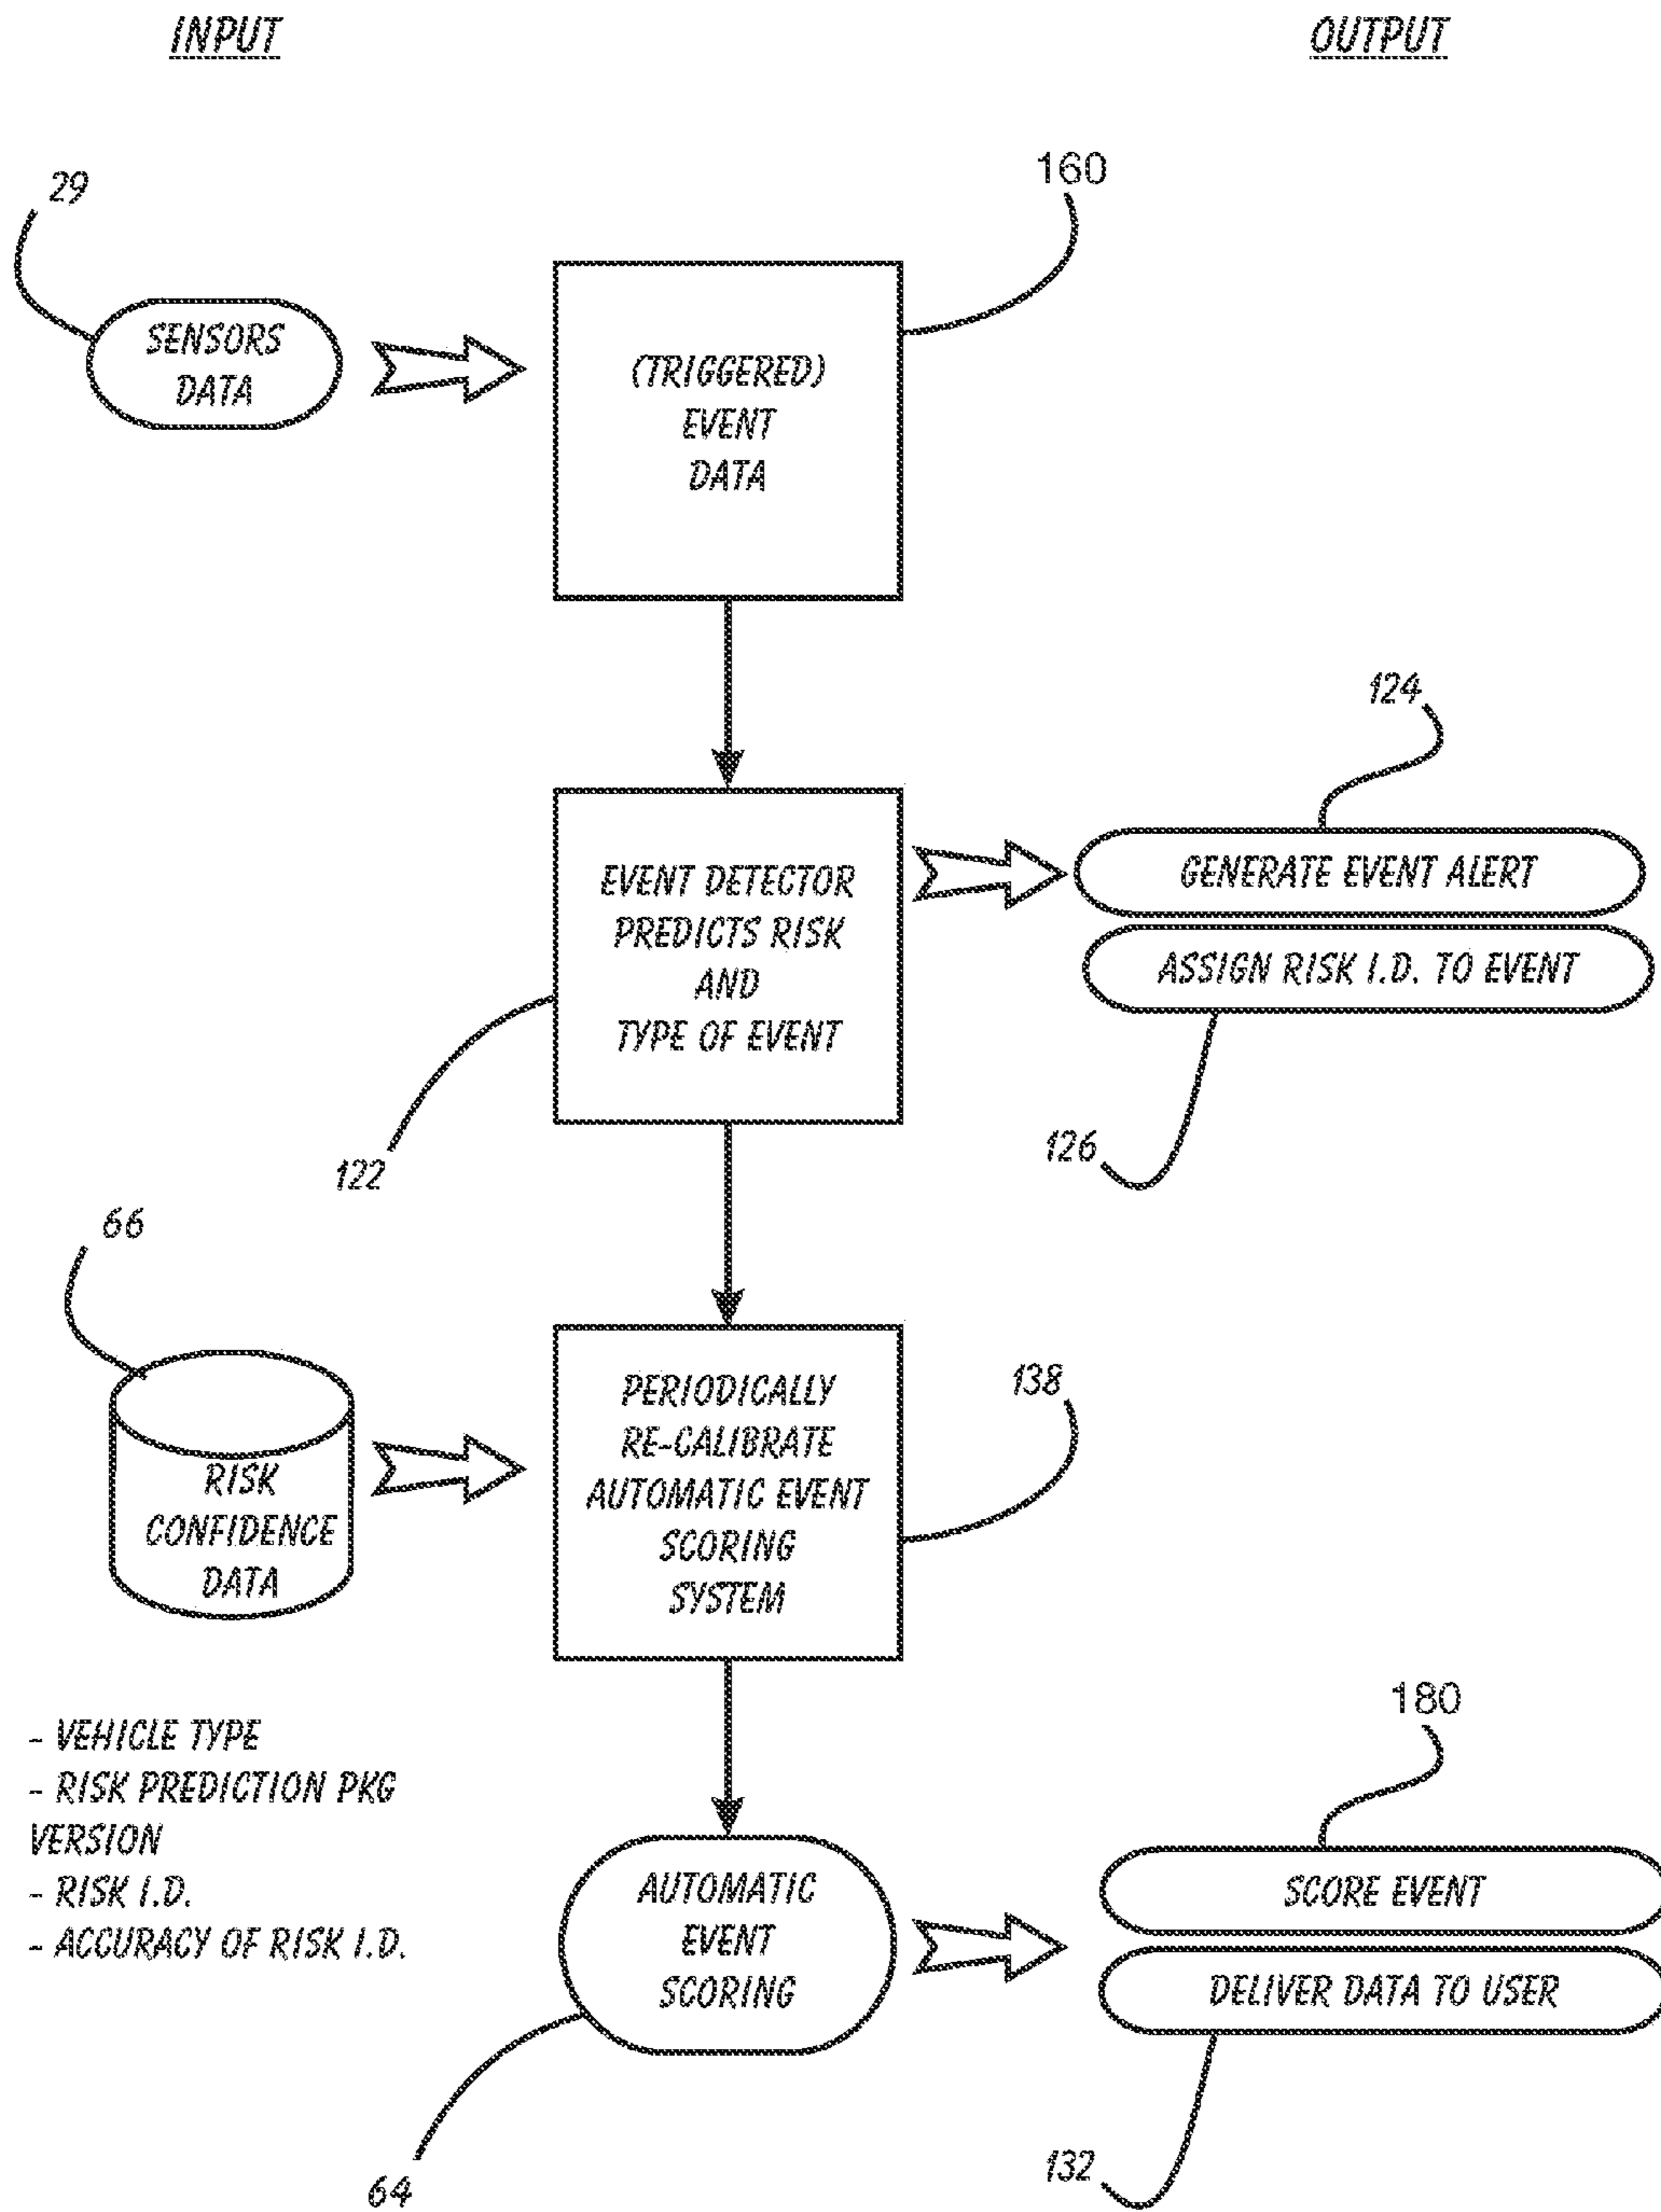 INPUT
OUTPUT
29
160
SENSORS
DATA
(TRIGGERED)
EVENT
DATA
124
EVENT DETECTOR
PREDICTS RISK
AND
TYPE OF EVENT
GENERATE EVENT ALERT
ASSIGN RISK I.D. TO EVENT
122
126
66
138
RISK
CONFIDENCE
DATA
PERIODICALLY
RE-CALIBRATE
AUTOMATIC EVENT
SCORING
SYSTEM
- VEHICLE TYPE
- RISK PREDICTION PKG
VERSION
- RISK I.D.
- ACCURACY OF RISK I.D.
180
AUTOMATIC
EVENT
SCORING
SCORE EVENT
DELIVER DATA TO USER
64
132